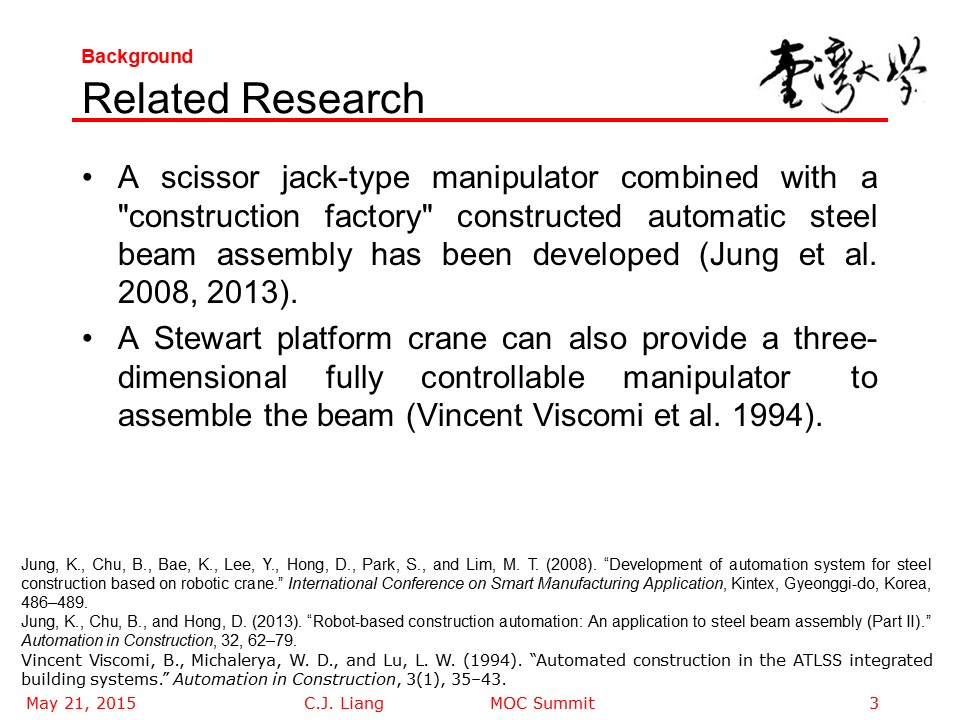 Background
Related Research
臺灣大学
• A scissor jack-type manipulator combined with a
"construction factory" constructed automatic steel
beam assembly has been developed (Jung et al.
2008, 2013).
• A Stewart platform crane can also provide a three-
dimensional fully controllable manipulator to
assemble the beam (Vincent Viscomi et al. 1994).
Jung, K., Chu, B., Bae, K., Lee, Y., Hong, D., Park, S., and Lim, M. T. (2008). “Development of automation system for steel
construction based on robotic crane.” International Conference on Smart Manufacturing Application, Kintex, Gyeonggi-do, Korea,
486–489.
Jung, K., Chu, B., and Hong, D. (2013). “Robot-based construction automation: An application to steel beam assembly (Part II).”
Automation in Construction, 32, 62–79.
Vincent Viscomi, B., Michalerya, W. D., and Lu, L. W. (1994). “Automated construction in the ATLSS integrated
building systems.” Automation in Construction, 3(1), 35–43.
May 21, 2015 C.J. Liang MOC Summit 3